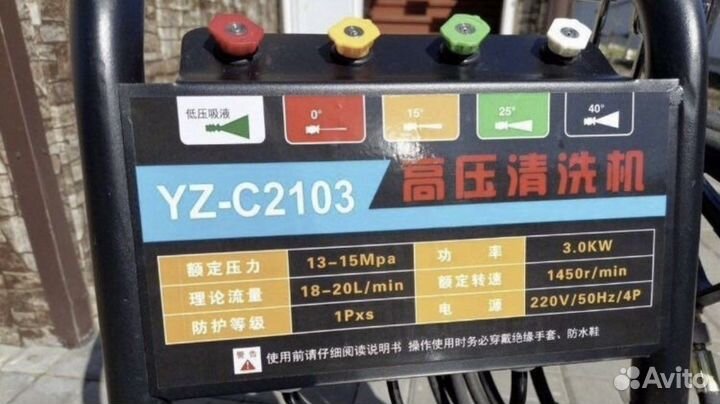 低压吸液 0° 15° 25° 40°
YZ-C2103 高压清洗机
额定压力 13-15Mpa 功率 3.0KW
理论流量 18-20L/min 额定转速 1450r/min
防护等级 1Pxs 电源 220V/50Hz/4P
警告 使用前请仔细阅读说明书 操作使用时务必穿戴绝缘手套、防水鞋
Avito